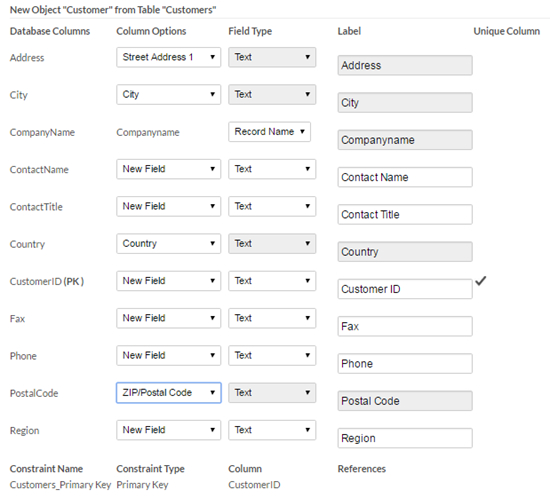 New Object "Customer" from Table "Customers"
Database Columns Column Options Field Type Label Unique Column
Address Street Address 1 Text Address
City City Text City
CompanyName Companyname Record Name Companyname
ContactName New Field Text Contact Name
ContactTitle New Field Text Contact Title
Country Country Text Country
CustomerID (PK) New Field Text Customer ID
Fax New Field Text Fax
Phone New Field Text Phone
PostalCode ZIP/Postal Code Text Postal Code
Region New Field Text Region
Constraint Name Constraint Type Column References
Customers_Primary Key Primary Key CustomerID